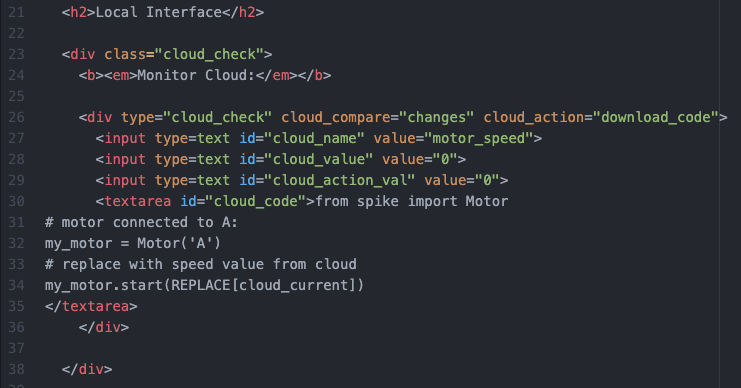 21 <h2>Local Interface</h2>
22
23 <div class="cloud_check">
24 <b><em>Monitor Cloud:</em></b>
25
26 <div type="cloud_check" cloud_compare="changes" cloud_action="download_code">
27 <input type=text id="cloud_name" value="motor_speed">
28 <input type=text id="cloud_value" value="0">
29 <input type=text id="cloud_action_val" value="0">
30 <textarea id="cloud_code">from spike import Motor
31 # motor connected to A:
32 my_motor = Motor('A')
33 # replace with speed value from cloud
34 my_motor.start(REPLACE[cloud_current])
35 </textarea>
36 </div>
37
38 </div>